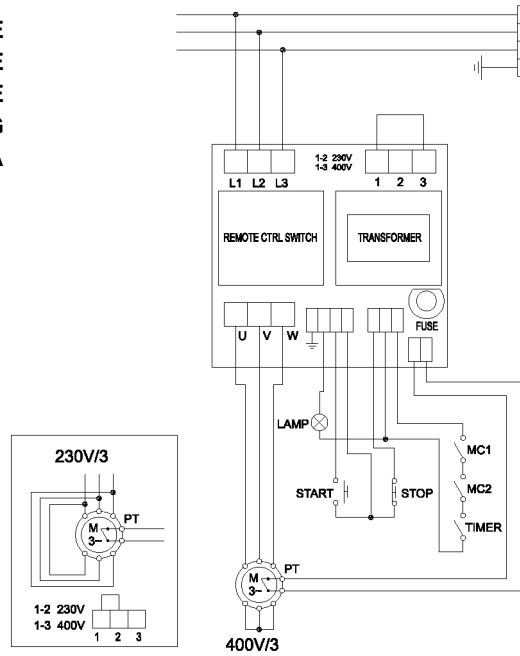 1-2 230V
1-3 400V
L1 L2 L3
1 2 3
REMOTE CTRL SWITCH
TRANSFORMER
FUSE
U V W
LAMP
MC1
MC2
START
STOP
TIMER
230V/3
PT
M
3~
1-2 230V
1-3 400V
1 2 3
PT
M
3~
400V/3